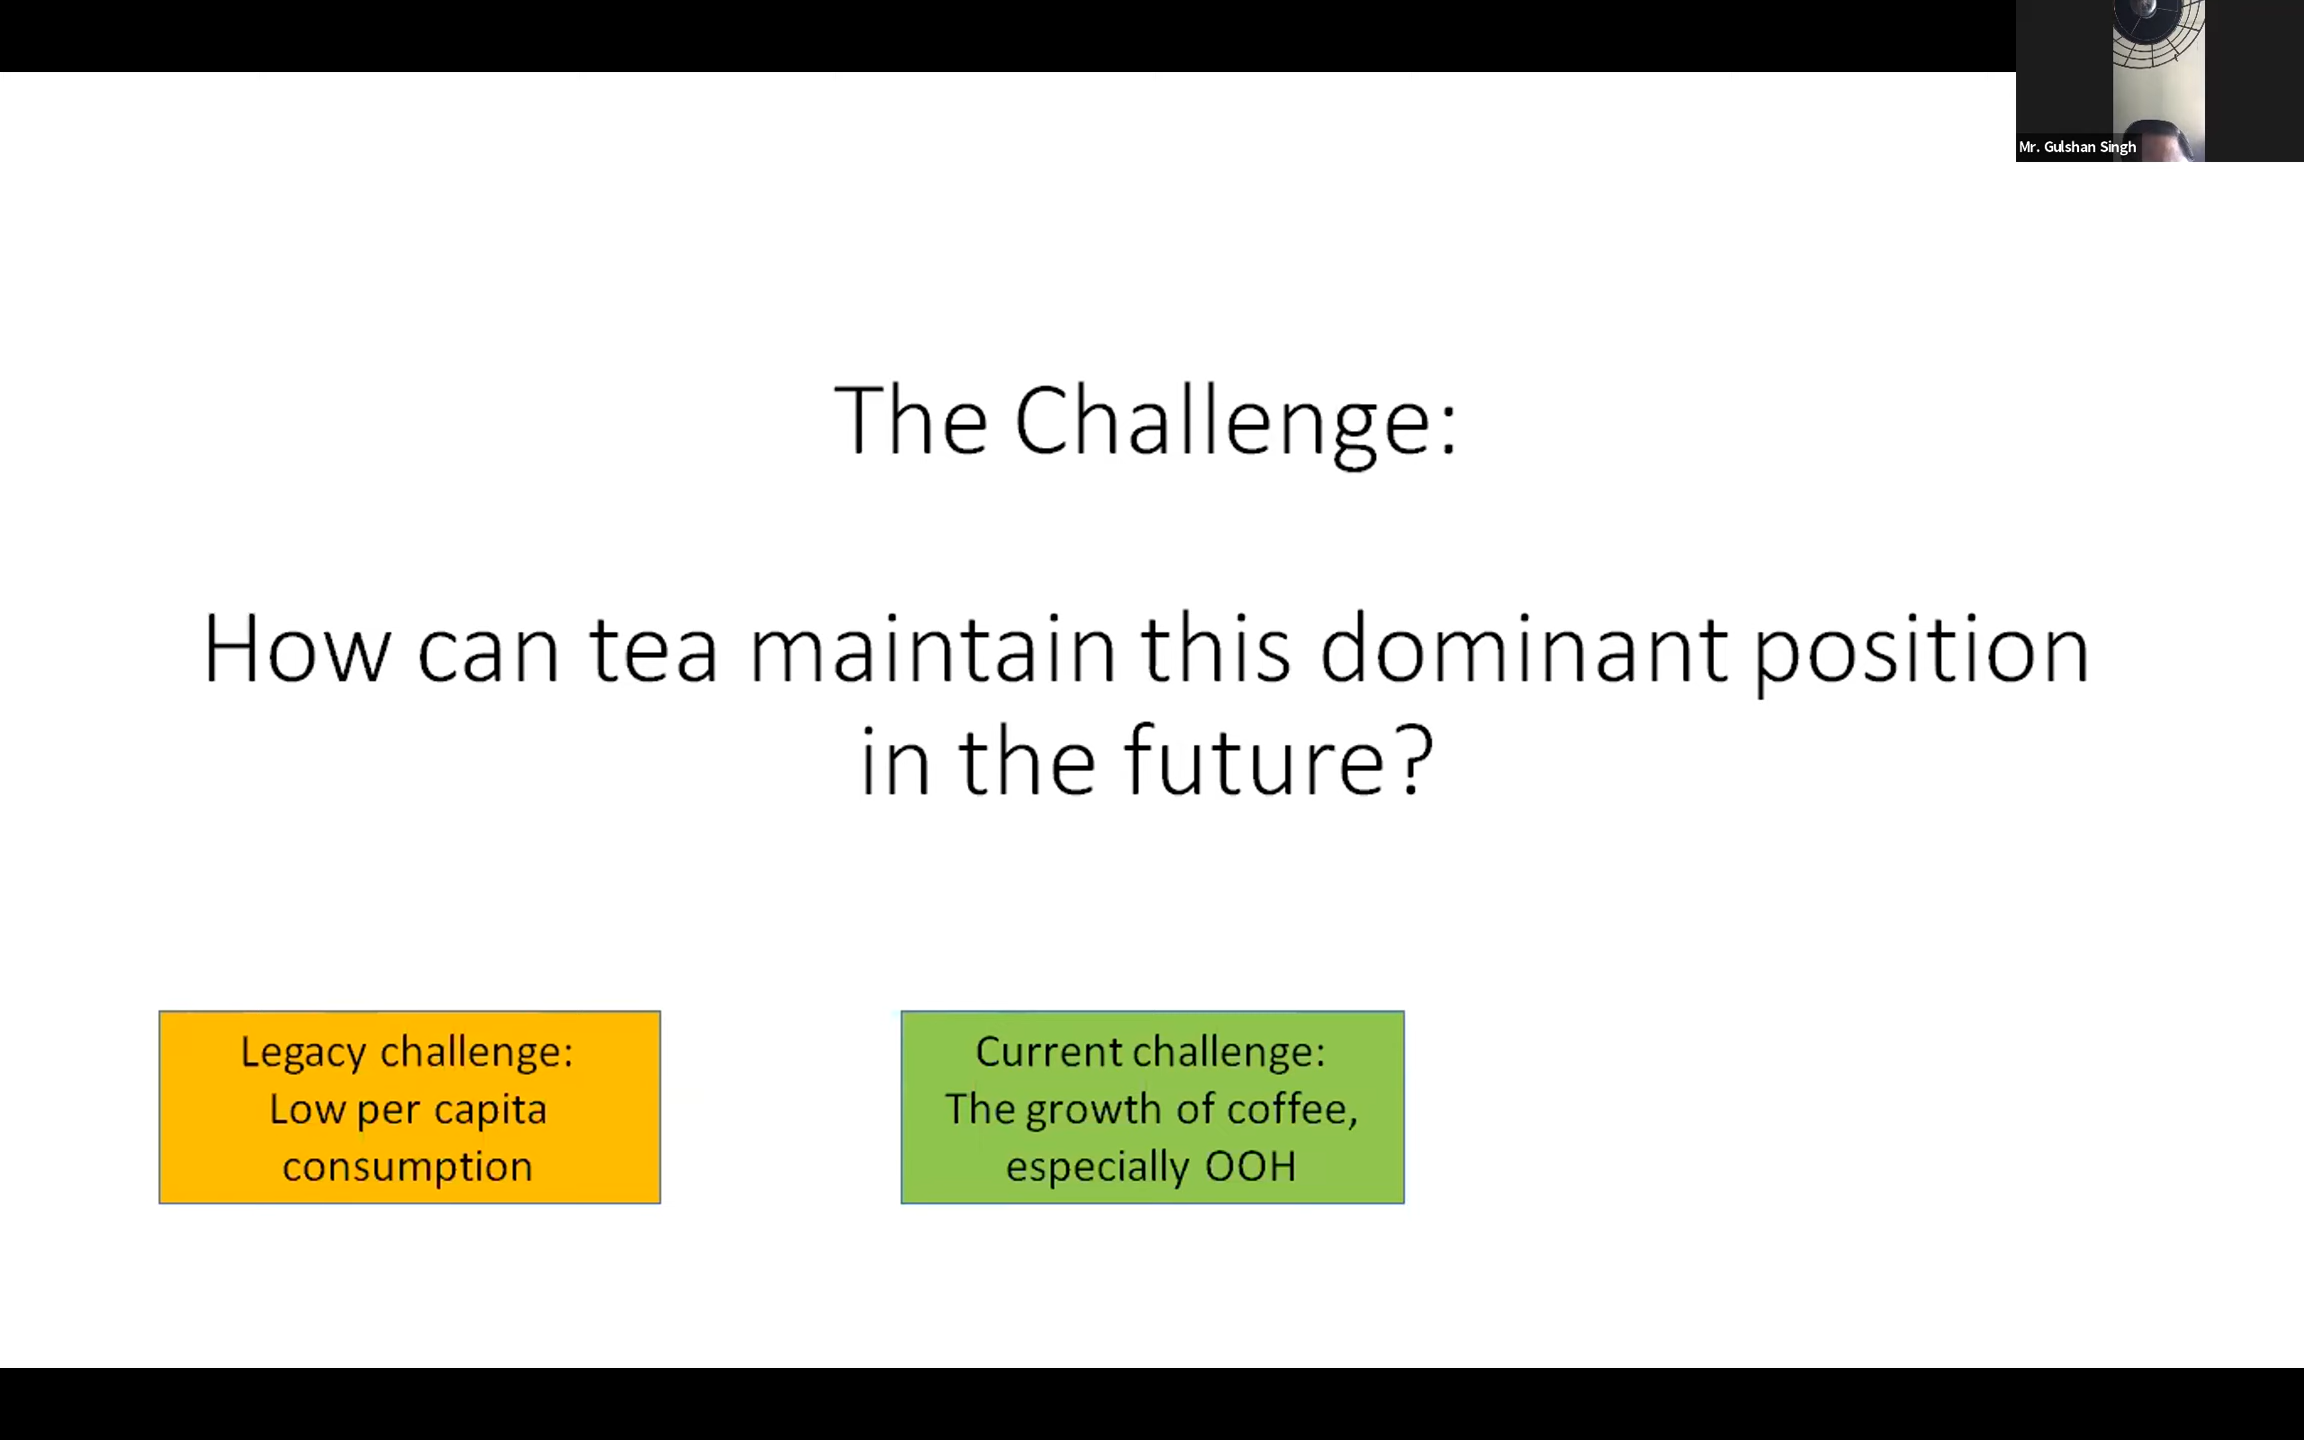 Mr. Gulshan Singh
The Challenge:
How can tea maintain this dominant position
in the future?
Legacy challenge:
Low per capita
consumption
Current challenge:
The growth of coffee,
especially OOH